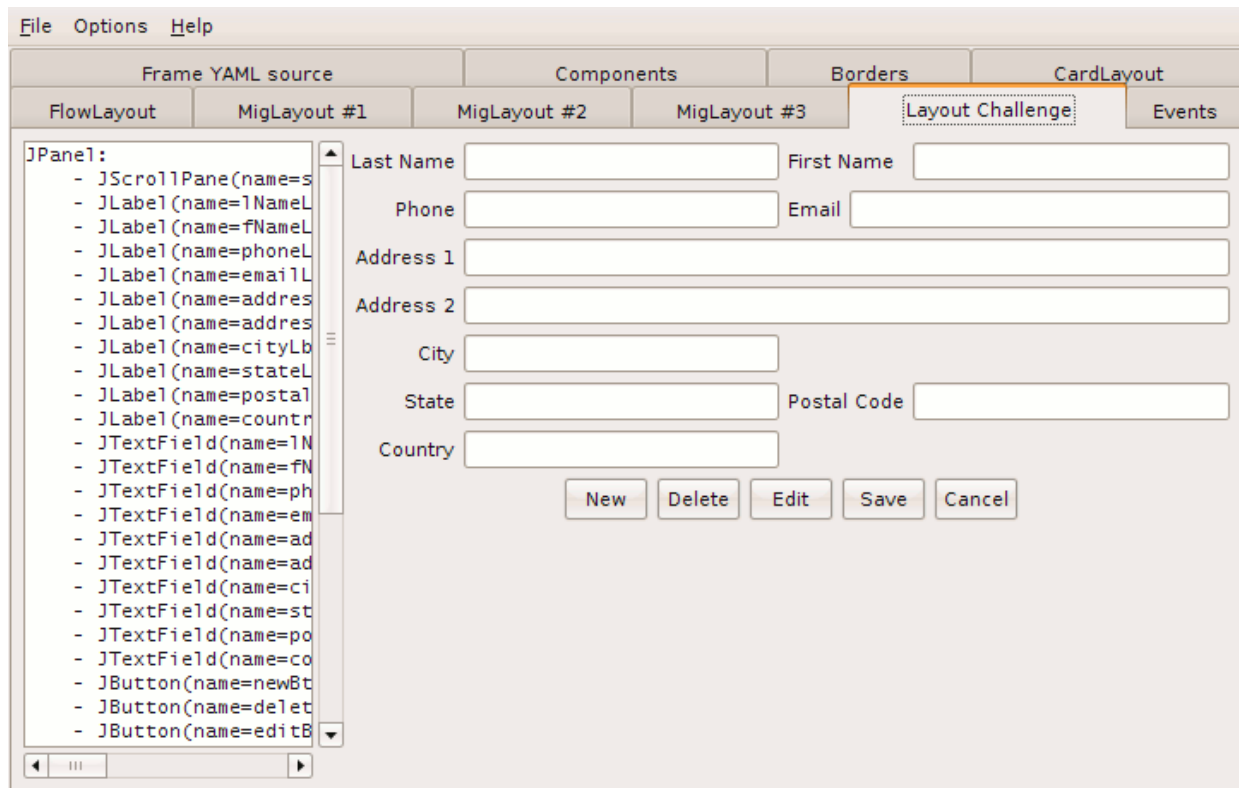 File Options Help
Frame YAML source Components Borders CardLayout
FlowLayout MigLayout #1 MigLayout #2 MigLayout #3 Layout Challenge Events
JPanel:
- JScrollPane(name=s
- JLabel(name=lNameL
- JLabel(name=fNameL
- JLabel(name=phoneL
- JLabel(name=emailL
- JLabel(name=addres
- JLabel(name=addres
- JLabel(name=cityLb
- JLabel(name=stateL
- JLabel(name=postal
- JLabel(name=countr
- JTextField(name=lN
- JTextField(name=fN
- JTextField(name=ph
- JTextField(name=em
- JTextField(name=ad
- JTextField(name=ad
- JTextField(name=ci
- JTextField(name=st
- JTextField(name=po
- JTextField(name=co
- JButton(name=newBt
- JButton(name=delet
- JButton(name=editB
Last Name First Name
Phone Email
Address 1
Address 2
City
State Postal Code
Country
New Delete Edit Save Cancel